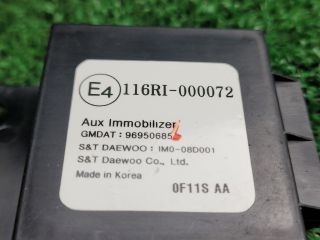 E4 116RI-000072
Aux Immobilizer
GMDAT: 96950685
S&T DAEWOO : IM0-08D001
S&T Daewoo Co., Ltd.
Made in Korea
0F11S AA